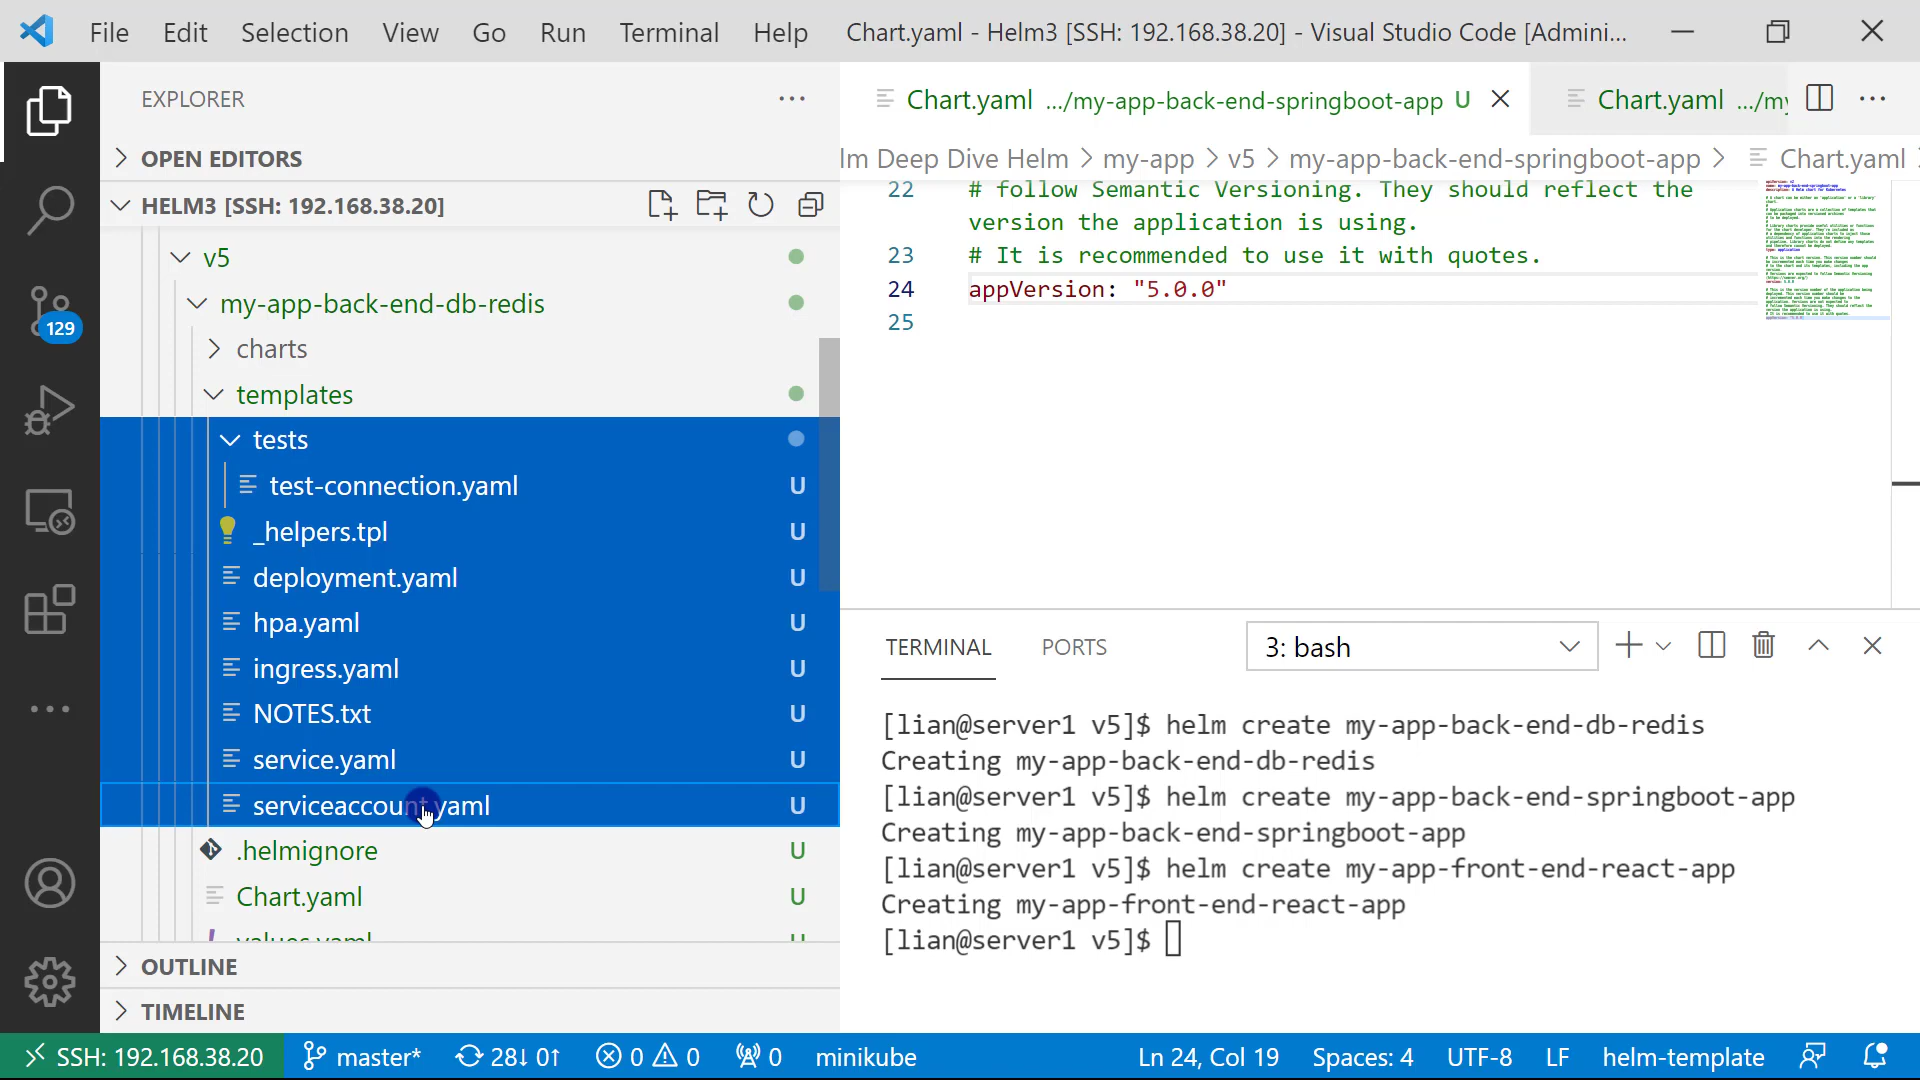 File Edit Selection View Go Run Terminal Help Chart.yaml - Helm3 [SSH: 192.168.38.20] - Visual Studio Code [Admini...
EXPLORER
OPEN EDITORS
HELM3 [SSH: 192.168.38.20]
v5
my-app-back-end-db-redis
charts
templates
tests
test-connection.yaml U
_helpers.tpl U
deployment.yaml U
hpa.yaml U
ingress.yaml U
NOTES.txt U
service.yaml U
serviceaccount.yaml U
.helmignore U
Chart.yaml U
values.yaml U
OUTLINE
TIMELINE
129
Chart.yaml .../my-app-back-end-springboot-app U
Chart.yaml .../my
lm Deep Dive Helm > my-app > v5 > my-app-back-end-springboot-app > Chart.yaml
22 # follow Semantic Versioning. They should reflect the
version the application is using.
23 # It is recommended to use it with quotes.
24 appVersion: "5.0.0"
25
TERMINAL PORTS 3: bash
[lian@server1 v5]$ helm create my-app-back-end-db-redis
Creating my-app-back-end-db-redis
[lian@server1 v5]$ helm create my-app-back-end-springboot-app
Creating my-app-back-end-springboot-app
[lian@server1 v5]$ helm create my-app-front-end-react-app
Creating my-app-front-end-react-app
[lian@server1 v5]$
SSH: 192.168.38.20 master* 28↓ 0↑ 0 0 0 minikube Ln 24, Col 19 Spaces: 4 UTF-8 LF helm-template